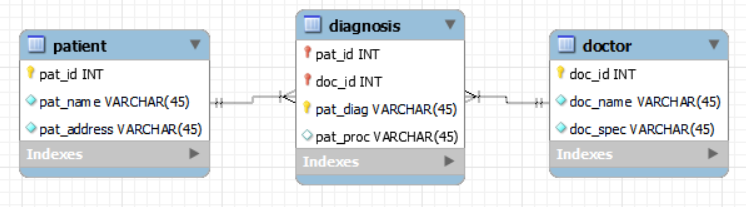 patient
pat_id INT
pat_name VARCHAR(45)
pat_address VARCHAR(45)
Indexes
diagnosis
pat_id INT
doc_id INT
pat_diag VARCHAR(45)
pat_proc VARCHAR(45)
Indexes
doctor
doc_id INT
doc_name VARCHAR(45)
doc_spec VARCHAR(45)
Indexes